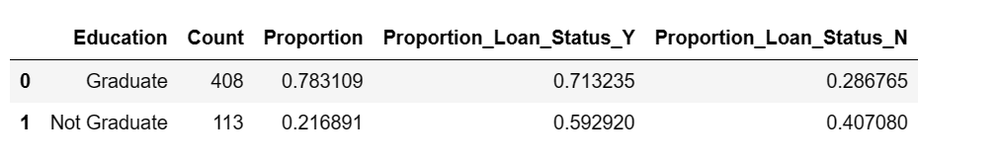 Education Count Proportion Proportion_Loan_Status_Y Proportion_Loan_Status_N
0 Graduate 408 0.783109 0.713235 0.286765
1 Not Graduate 113 0.216891 0.592920 0.407080